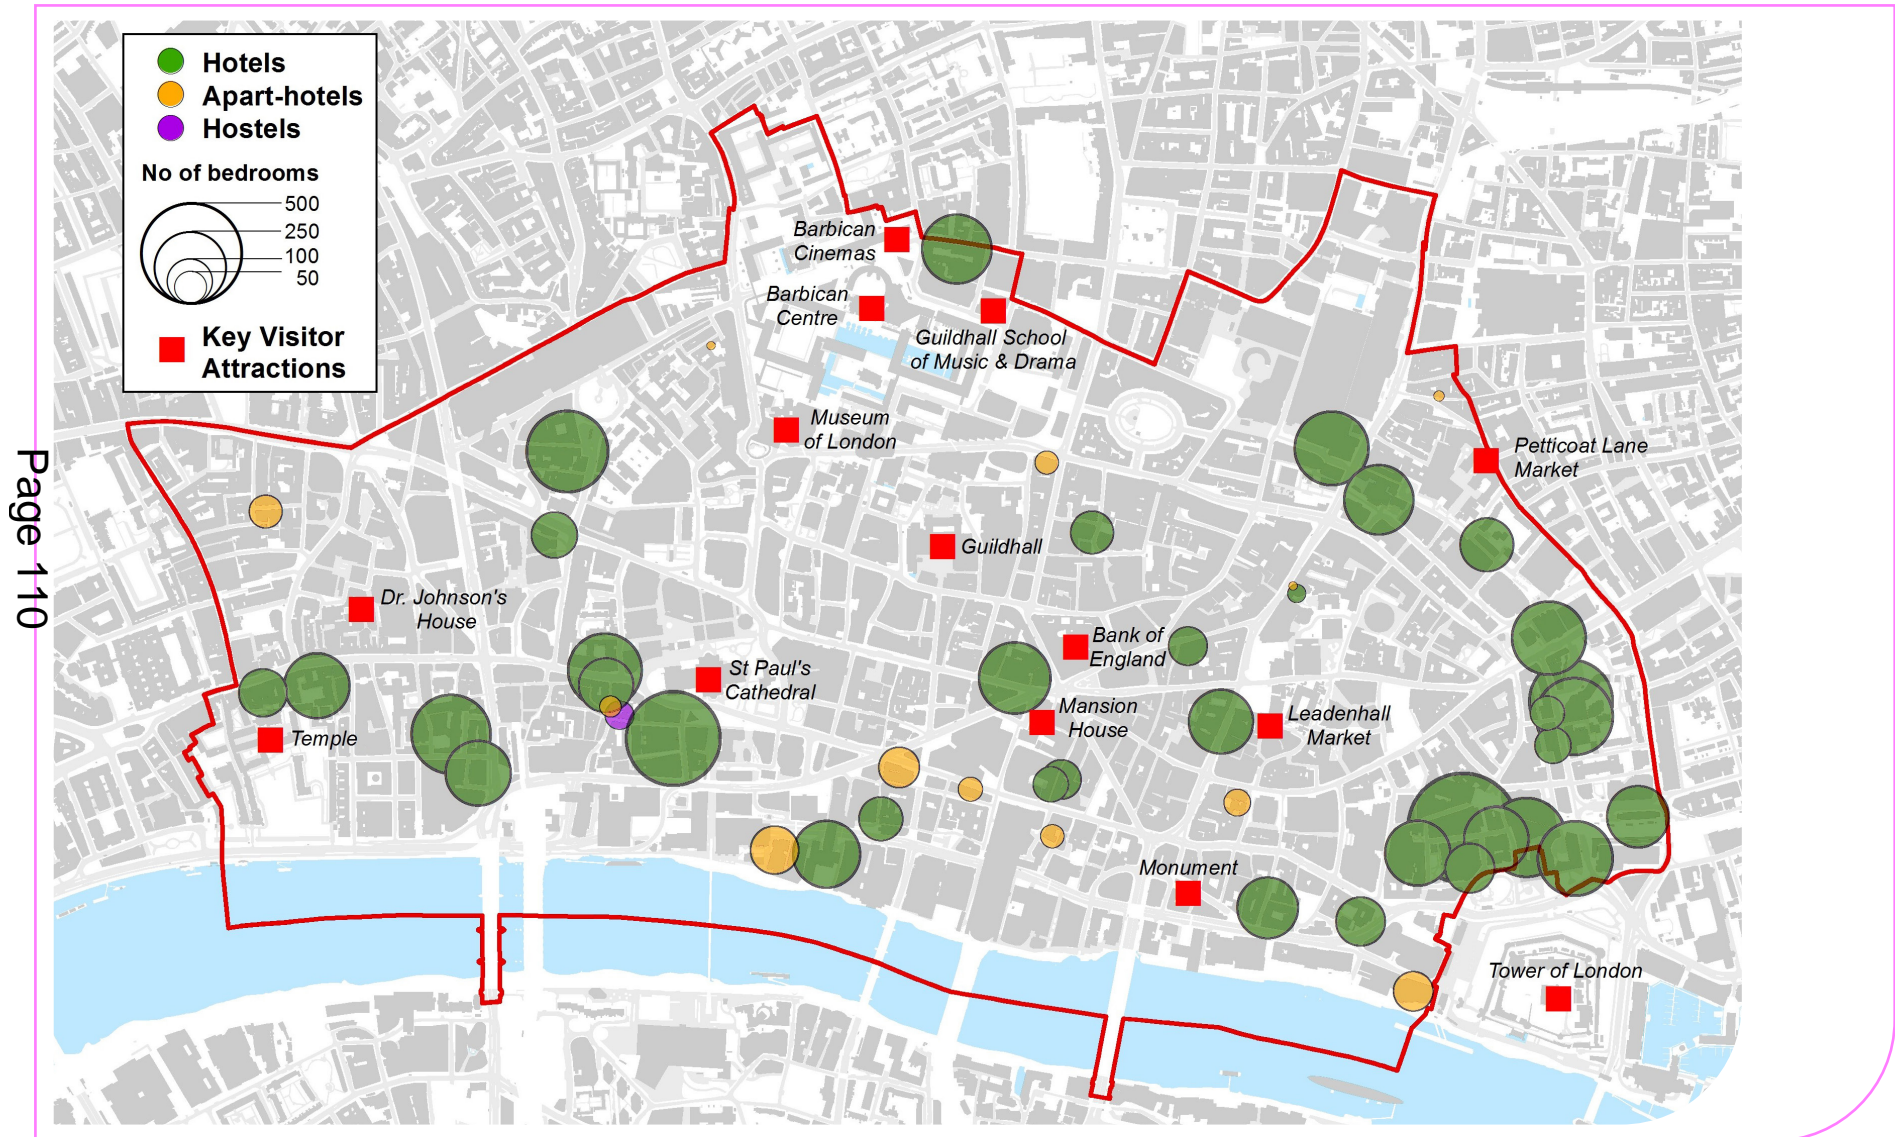 Hotels
Apart-hotels
Hostels
No of bedrooms
500
250
100
50
Key Visitor
Attractions
Barbican
Cinemas
Barbican
Centre
Guildhall School
of Music & Drama
Museum
of London
Petticoat Lane
Market
Guildhall
Dr. Johnson's
House
Bank of
England
St Paul's
Cathedral
Mansion
House
Leadenhall
Market
Temple
Monument
Tower of London
Page 110